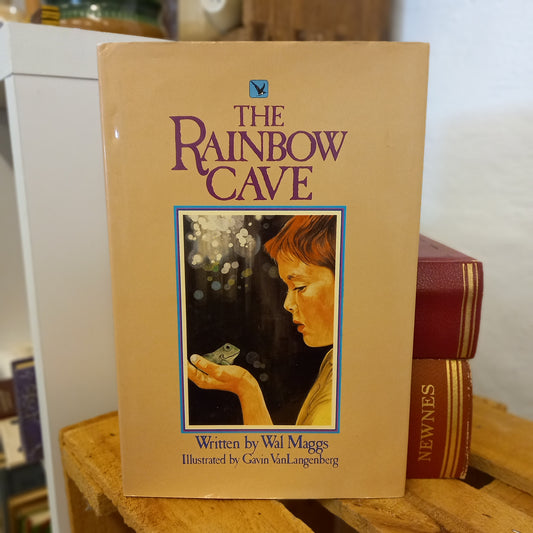 THE
RAINBOW
CAVE
Written by Wal Maggs
Illustrated by Gavin VanLangenberg
NEWNES